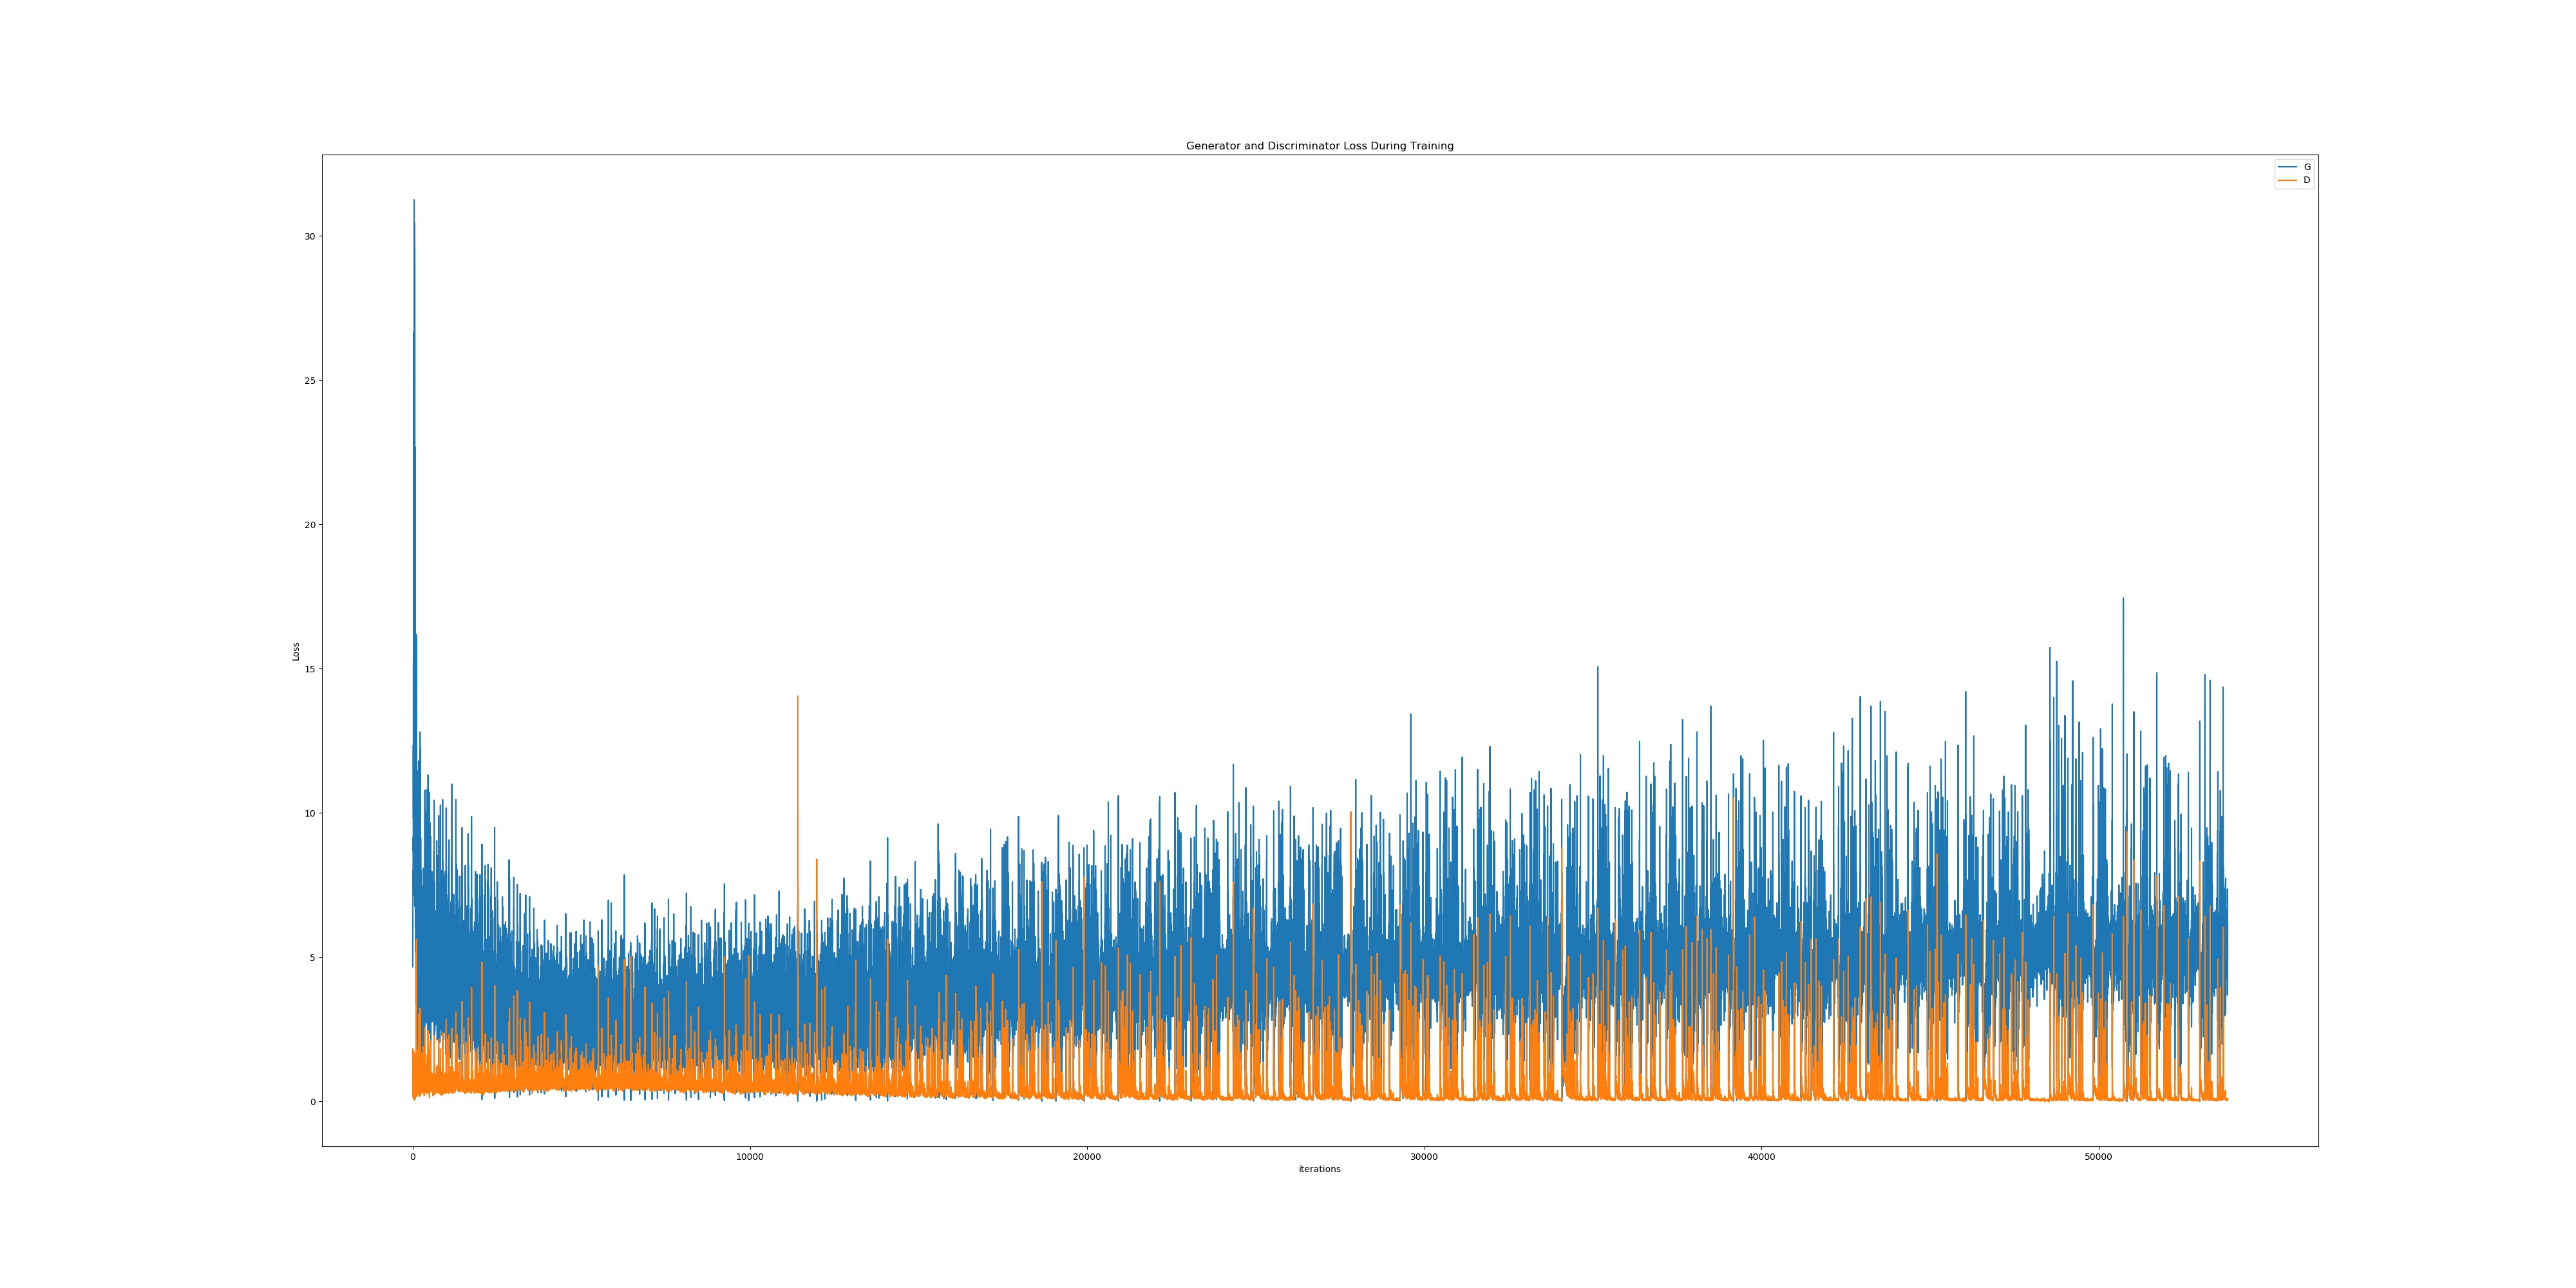 Generator and Discriminator Loss During Training
G
D
30
25
20
15
10
5
0
Loss
0 10000 20000 30000 40000 50000
iterations